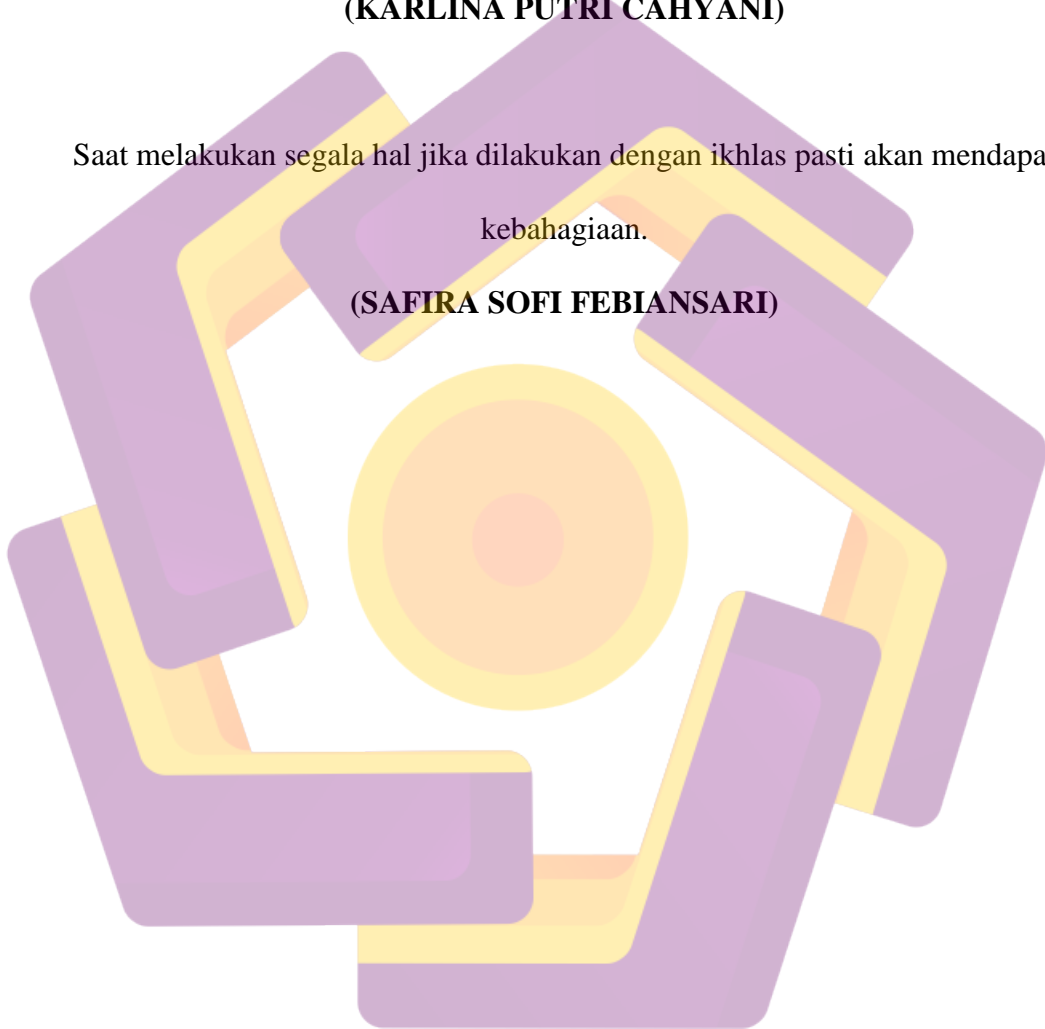 (KARLINA PUTRI CAHYANI)
Saat melakukan segala hal jika dilakukan dengan ikhlas pasti akan mendapa
kebahagiaan.
(SAFIRA SOFI FEBIANSARI)